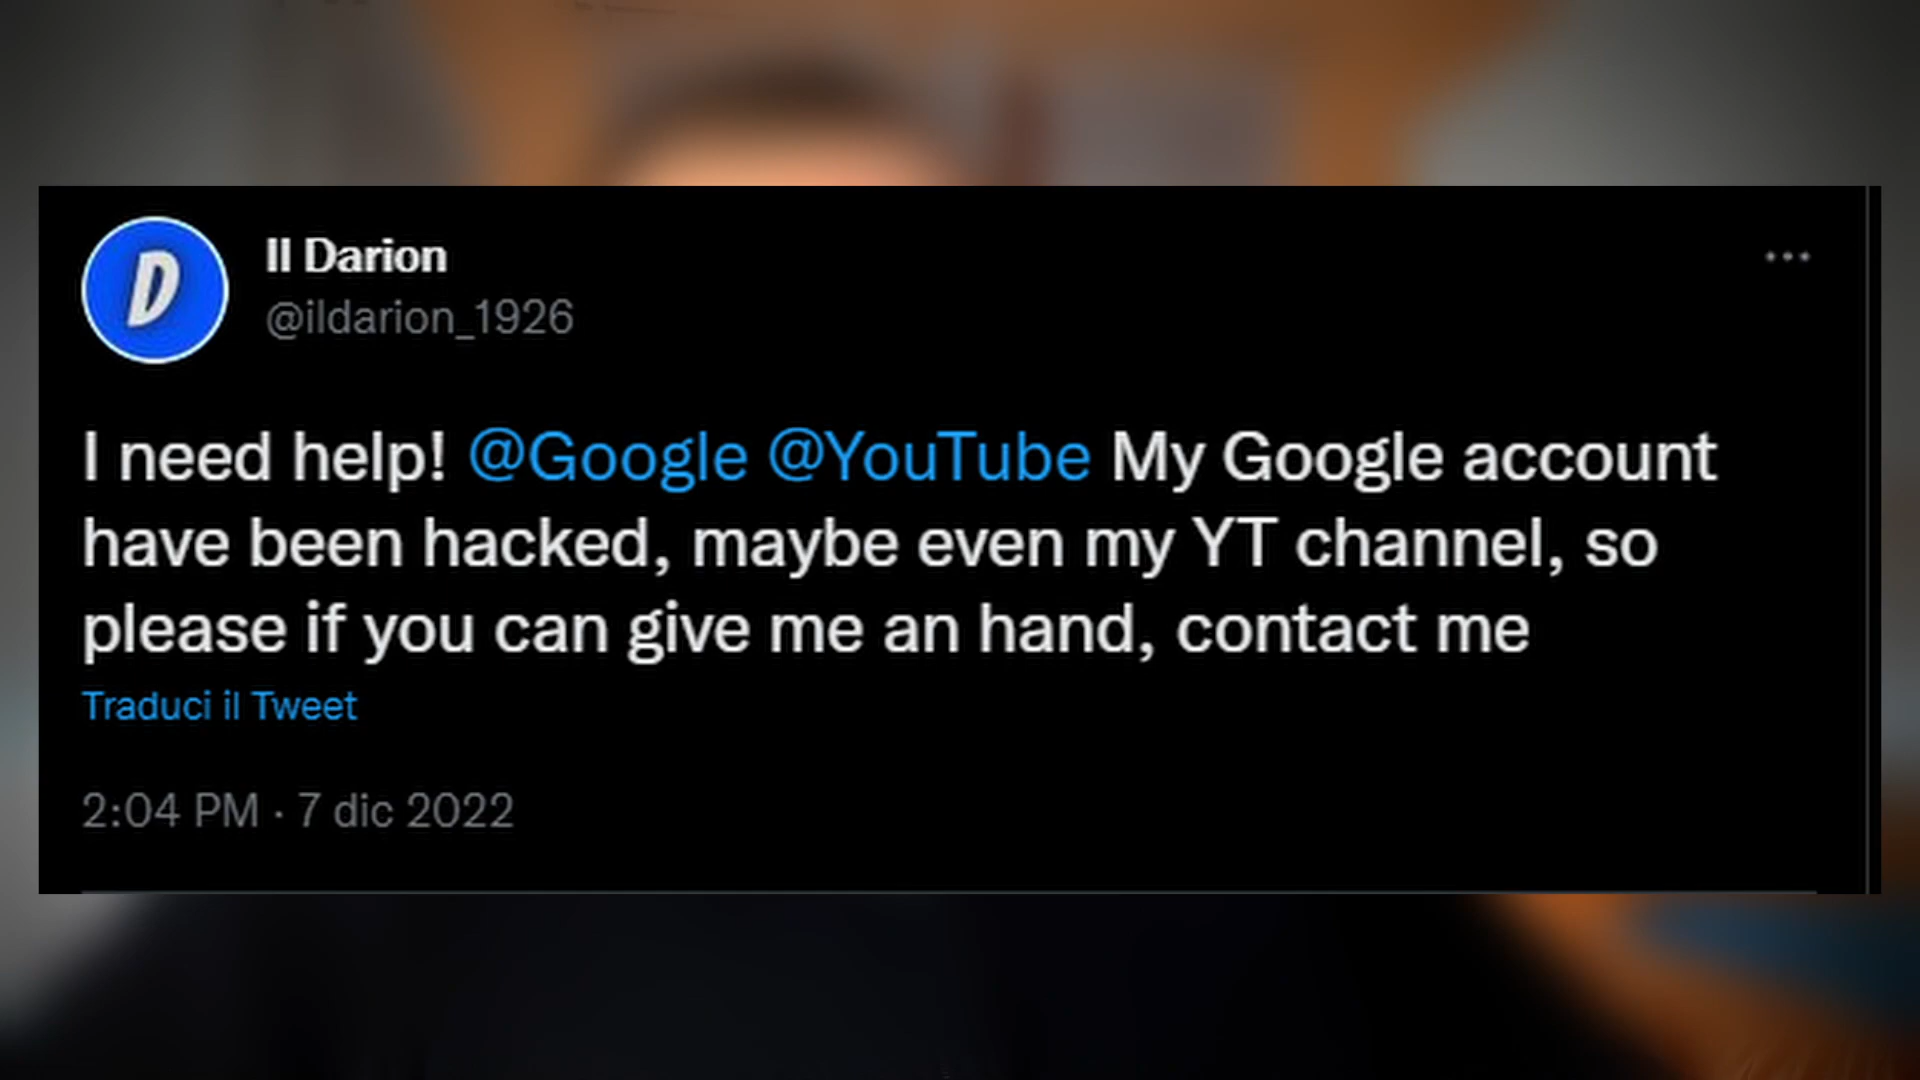 D
Il Darion
@ildarion_1926
I need help! @Google @YouTube My Google account
have been hacked, maybe even my YT channel, so
please if you can give me an hand, contact me
Traduci il Tweet
2:04 PM · 7 dic 2022